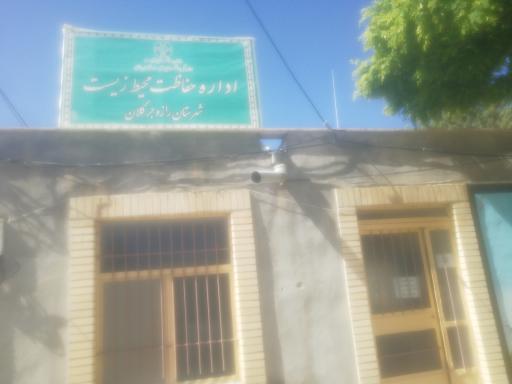 اداره حفاظت محیط زیست
شهرستان رازوجرگلان